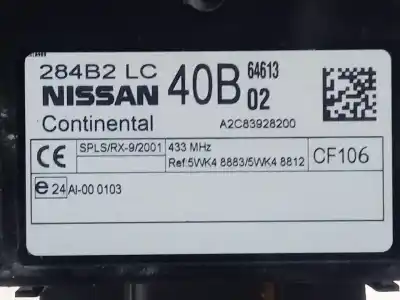 284B2 LC 40B 64613
NISSAN 02
Continental A2C83928200
CE SPLS/RX-9/2001 433 MHz CF106
Ref:5WK4 8883/5WK4 8812
e 24 AI-00 0103